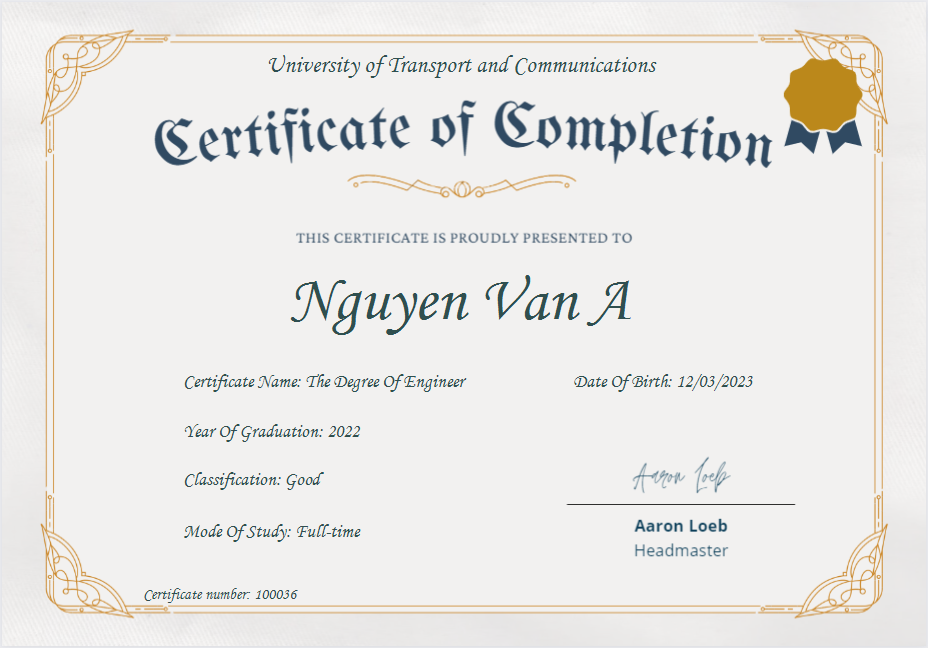 University of Transport and Communications
Certificate of Completion
THIS CERTIFICATE IS PROUDLY PRESENTED TO
Nguyen Van A
Certificate Name: The Degree Of Engineer
Date Of Birth: 12/03/2023
Year Of Graduation: 2022
Classification: Good
Aaron Loeb
Mode Of Study: Full-time
Aaron Loeb
Headmaster
Certificate number: 100036